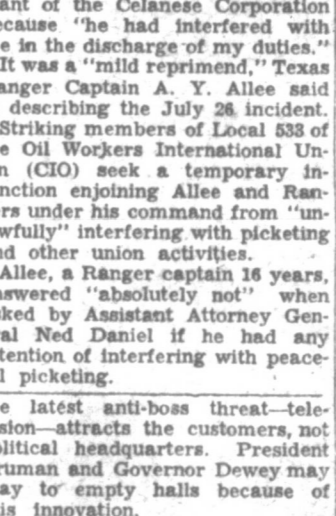 ant of the Celanese Corporation
ecause "he had interfered with
e in the discharge of my duties."
It was a "mild reprimend," Texas
anger Captain A. Y. Allee said
describing the July 26 incident.
Striking members of Local 533 of
e Oil Workers International Un-
n (CIO) seek a temporary in-
nction enjoining Allee and Ran-
rs under his command from "un-
wfully" interfering with picketing
nd other union activities.
Allee, a Ranger captain 16 years,
nswered "absolutely not" when
ked by Assistant Attorney Gen-
al Ned Daniel if he had any
tention of interfering with peace-
l picketing.
e latest anti-boss threat—tele-
sion—attracts the customers, not
olitical headquarters. President
ruman and Governor Dewey may
ay to empty halls because of
is innovation.